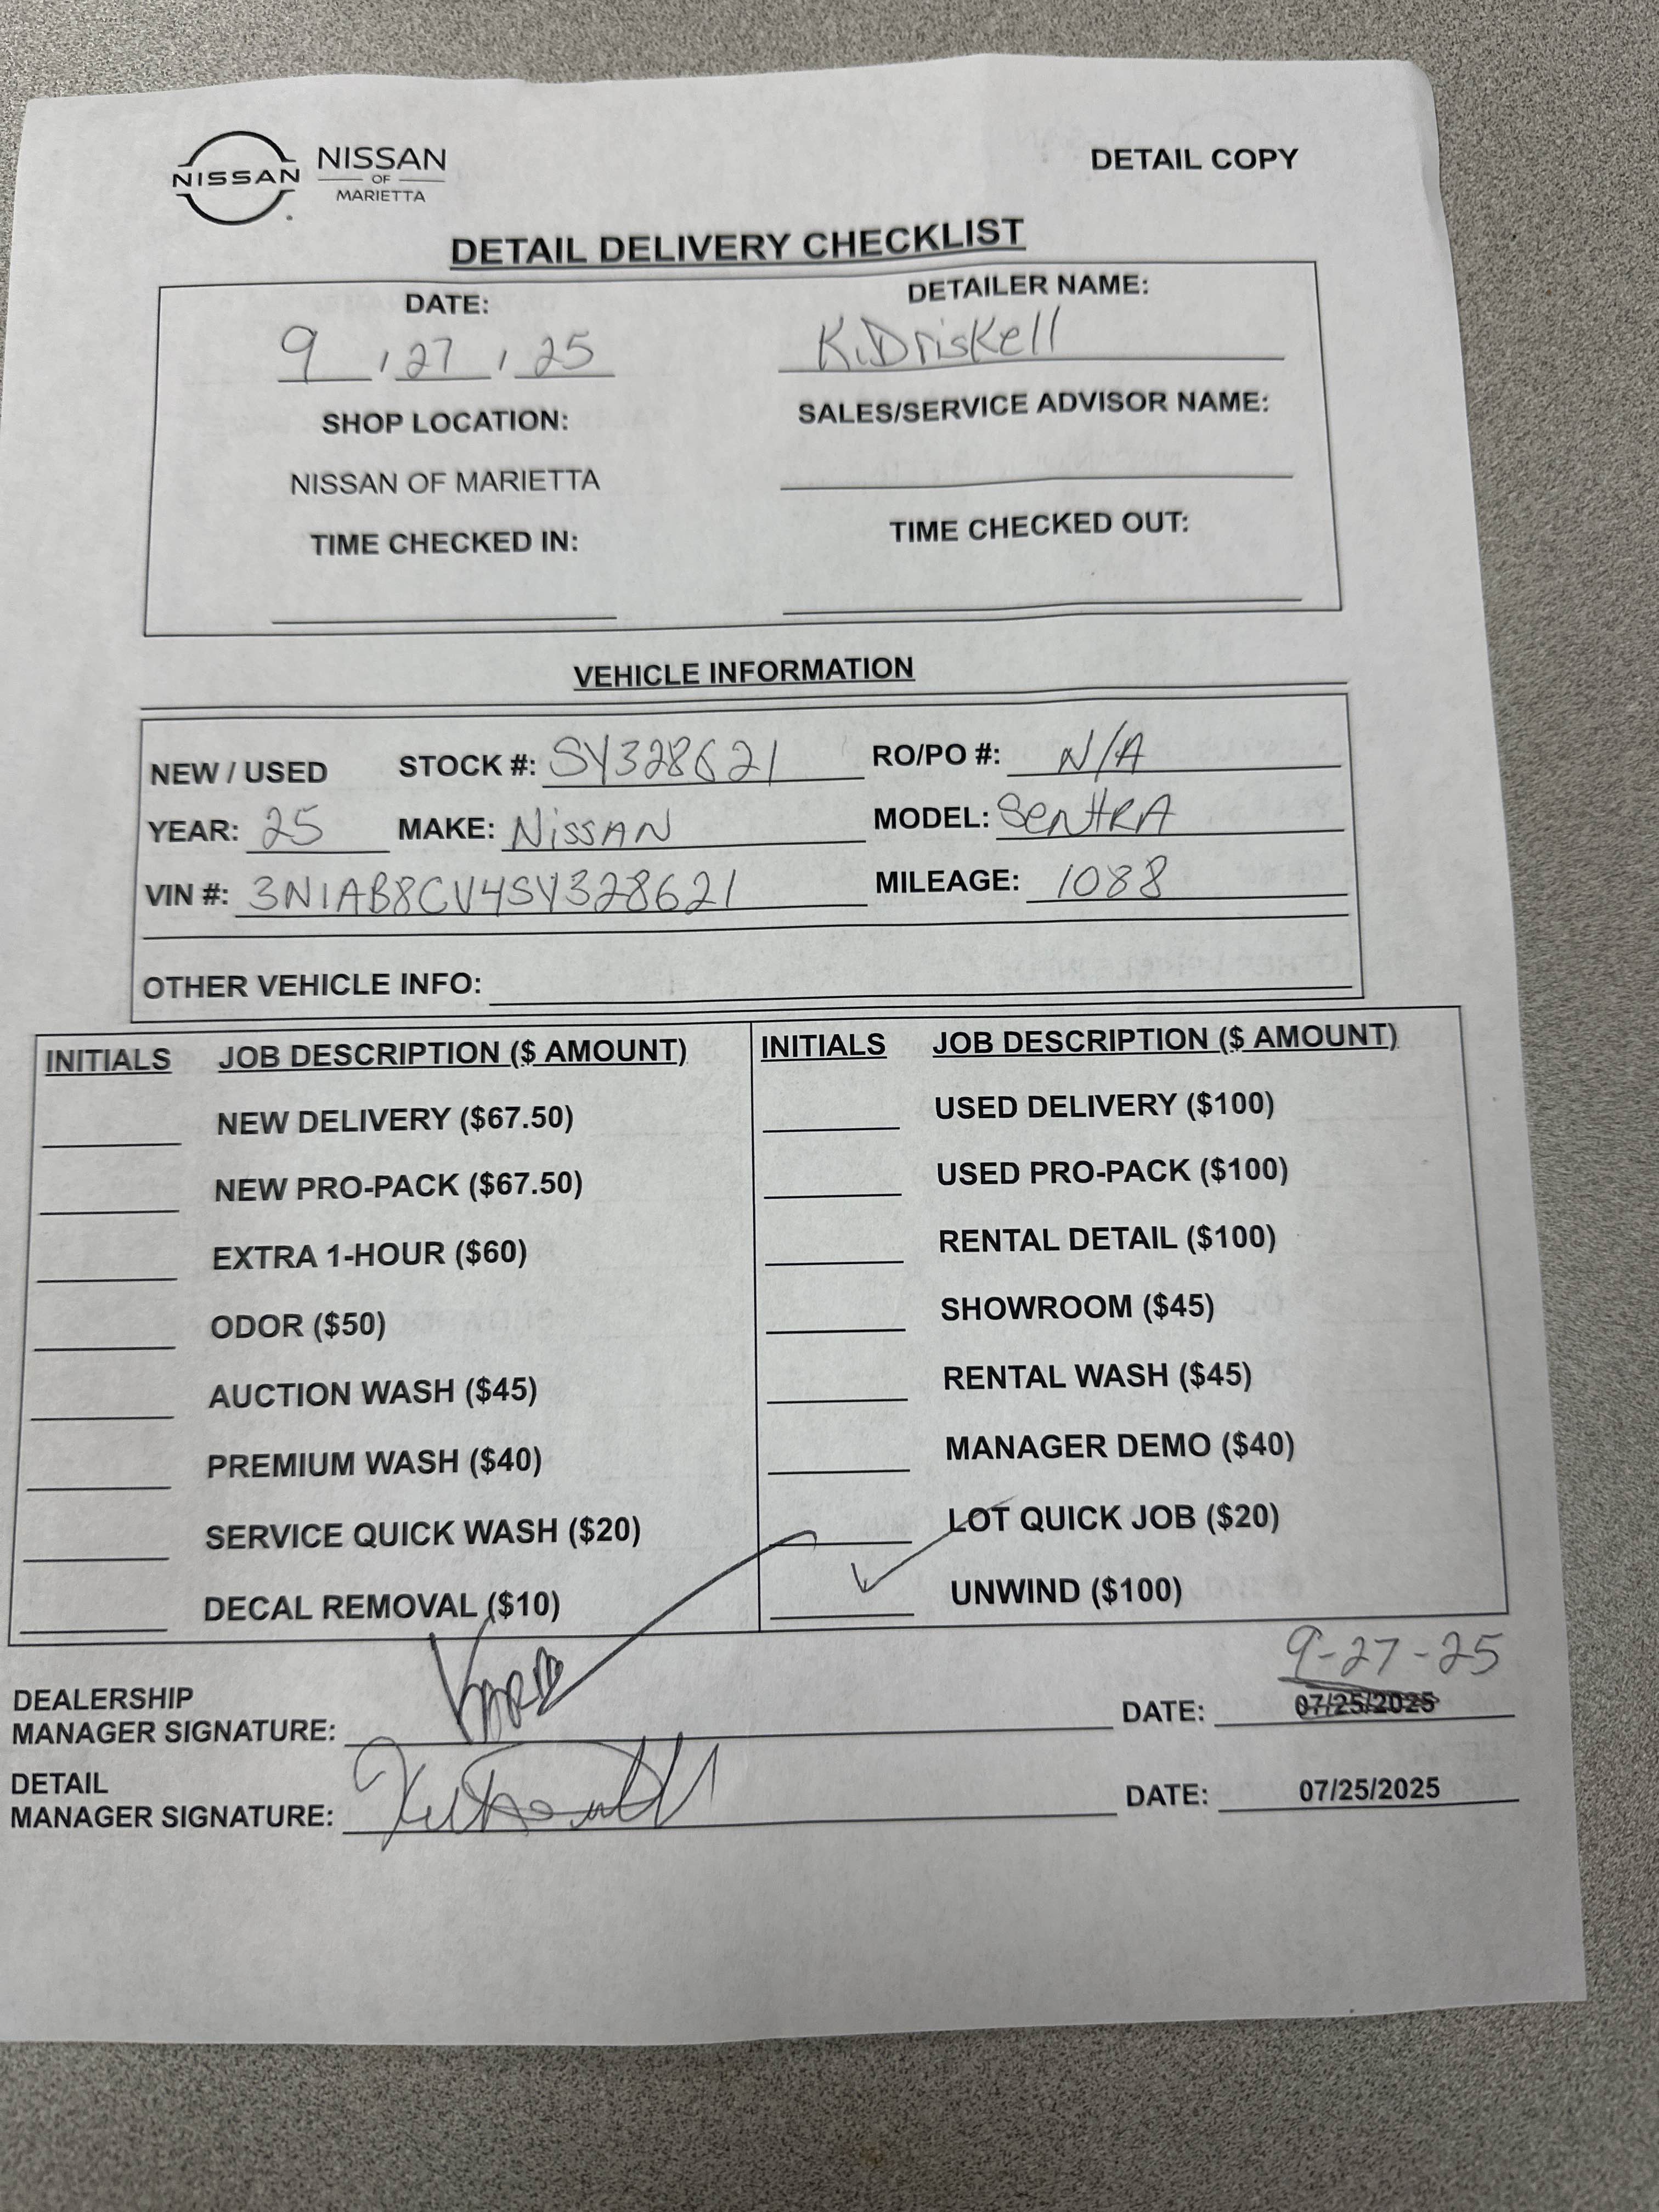 NISSAN
NISSAN
OF
MARIETTA
DETAIL COPY
DETAIL DELIVERY CHECKLIST
DATE:
9 / 27 / 25
DETAILER NAME:
K.Driskell
SHOP LOCATION:
NISSAN OF MARIETTA
SALES/SERVICE ADVISOR NAME:
TIME CHECKED IN:
TIME CHECKED OUT:
VEHICLE INFORMATION
NEW / USED STOCK #: SY328621 RO/PO #: N/A
YEAR: 25 MAKE: NissAN MODEL: SentRA
VIN #: 3N1AB8CV4SY328621 MILEAGE: 1088
OTHER VEHICLE INFO:
INITIALS JOB DESCRIPTION ($ AMOUNT) INITIALS JOB DESCRIPTION ($ AMOUNT)
NEW DELIVERY ($67.50) USED DELIVERY ($100)
NEW PRO-PACK ($67.50) USED PRO-PACK ($100)
EXTRA 1-HOUR ($60) RENTAL DETAIL ($100)
ODOR ($50) SHOWROOM ($45)
AUCTION WASH ($45) RENTAL WASH ($45)
PREMIUM WASH ($40) MANAGER DEMO ($40)
SERVICE QUICK WASH ($20) LOT QUICK JOB ($20)
DECAL REMOVAL ($10) ✓ UNWIND ($100)
9-27-25
DEALERSHIP
MANAGER SIGNATURE: DATE: 07/25/2025
DETAIL
MANAGER SIGNATURE: DATE: 07/25/2025